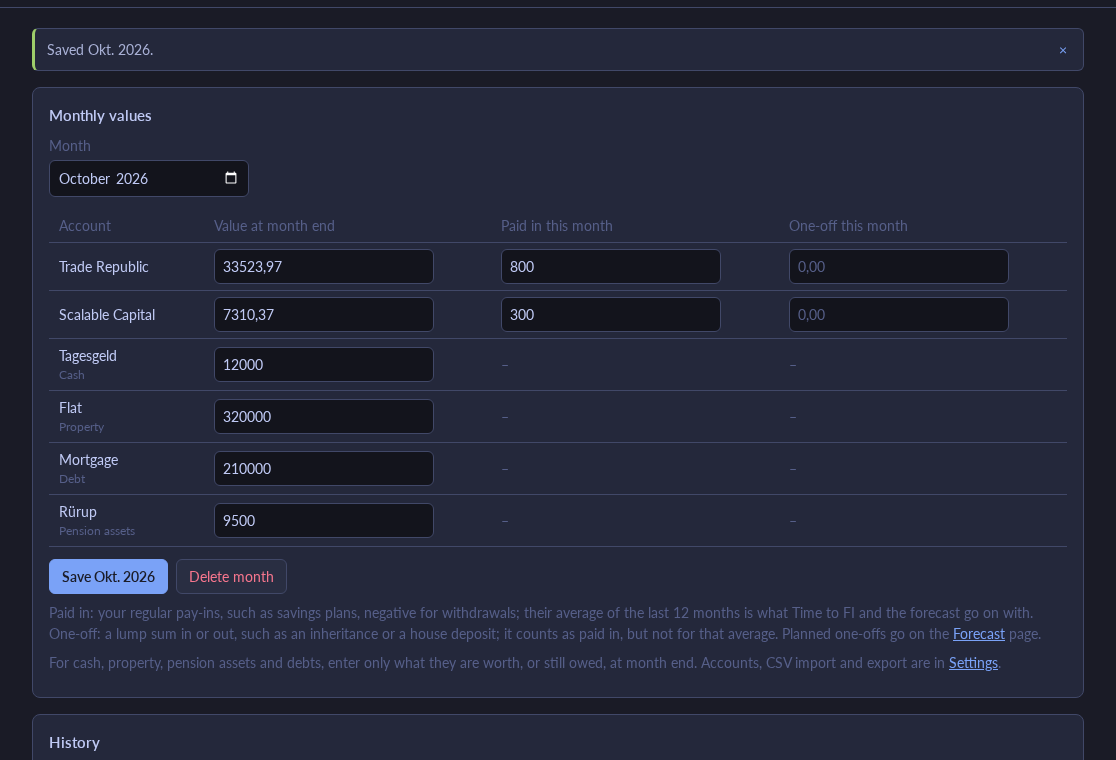 Saved Okt. 2026.
×
Monthly values
Month
October 2026
Account Value at month end Paid in this month One-off this month
Trade Republic 33523,97 800 0,00
Scalable Capital 7310,37 300 0,00
Tagesgeld
Cash
12000 – –
Flat
Property
320000 – –
Mortgage
Debt
210000 – –
Rürup
Pension assets
9500 – –
Save Okt. 2026 Delete month
Paid in: your regular pay-ins, such as savings plans, negative for withdrawals; their average of the last 12 months is what Time to FI and the forecast go on with.
One-off: a lump sum in or out, such as an inheritance or a house deposit; it counts as paid in, but not for that average. Planned one-offs go on the Forecast page.
For cash, property, pension assets and debts, enter only what they are worth, or still owed, at month end. Accounts, CSV import and export are in Settings.
History